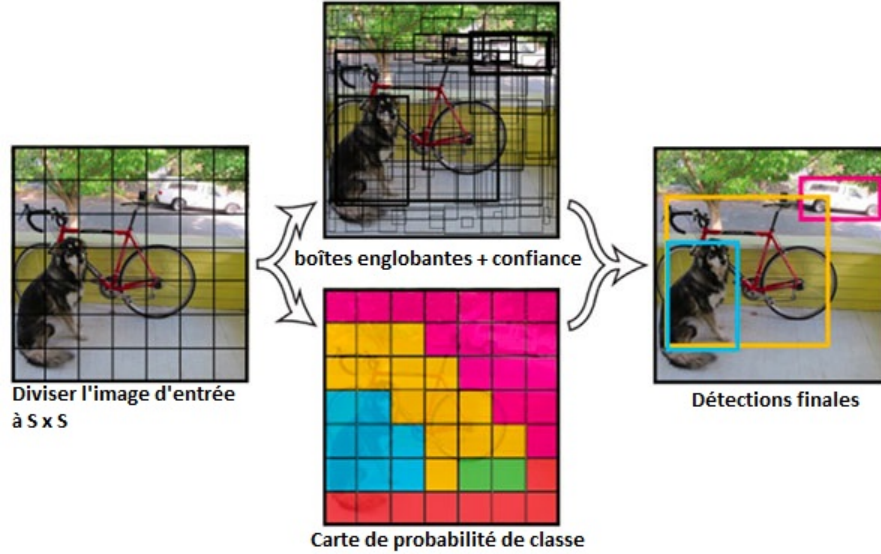 boîtes englobantes + confiance
Diviser l'image d'entrée
à S x S
Détections finales
Carte de probabilité de classe